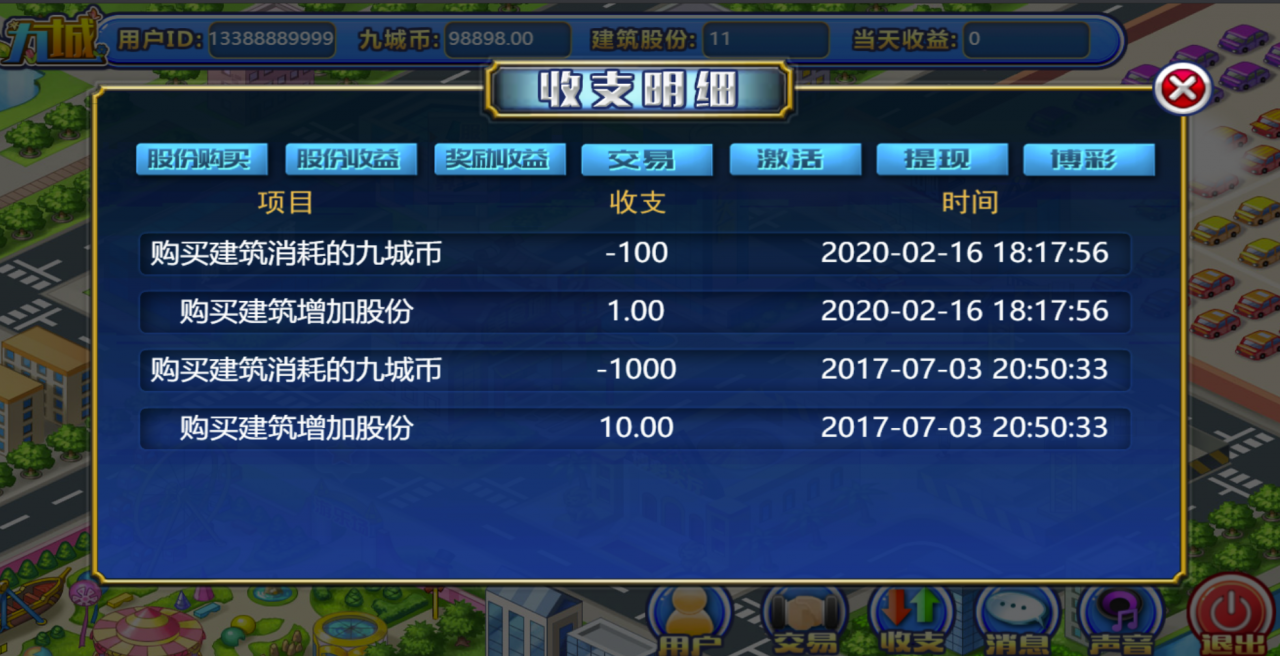 九城 用户ID: 13388889999 九城币: 98898.00 建筑股份: 11 当天收益: 0
收支明细
股份购买 股份收益 奖励收益 交易 激活 提现 博彩
项目 收支 时间
购买建筑消耗的九城币 -100 2020-02-16 18:17:56
购买建筑增加股份 1.00 2020-02-16 18:17:56
购买建筑消耗的九城币 -1000 2017-07-03 20:50:33
购买建筑增加股份 10.00 2017-07-03 20:50:33
用户 交易 收支 消息 声音 退出